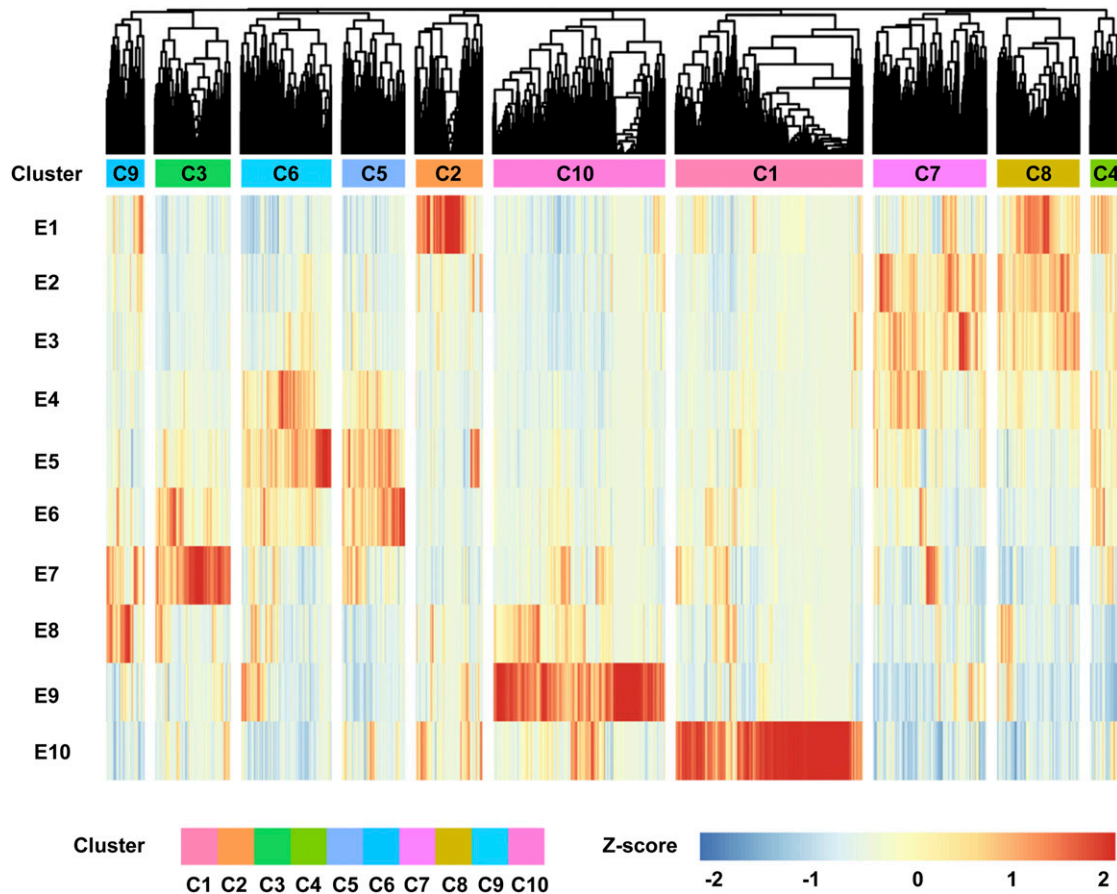 Cluster C9 C3 C6 C5 C2 C10 C1 C7 C8 C4
E1
E2
E3
E4
E5
E6
E7
E8
E9
E10
Cluster Z-score
C1 C2 C3 C4 C5 C6 C7 C8 C9 C10 -2 -1 0 1 2